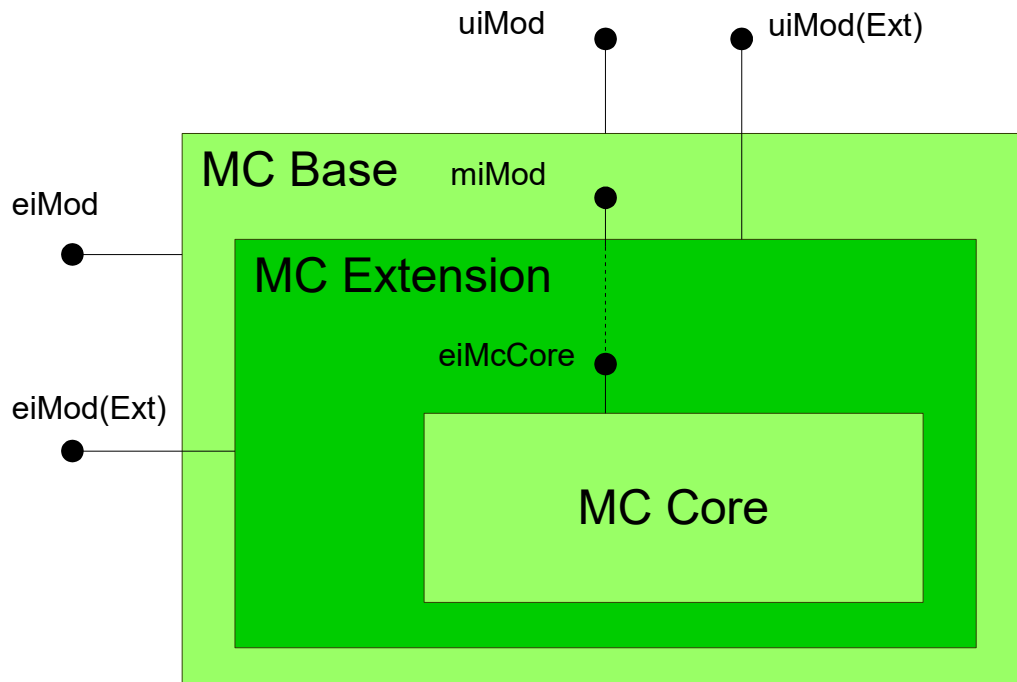 uiMod
uiMod(Ext)
MC Base
miMod
eiMod
MC Extension
eiMcCore
eiMod(Ext)
MC Core